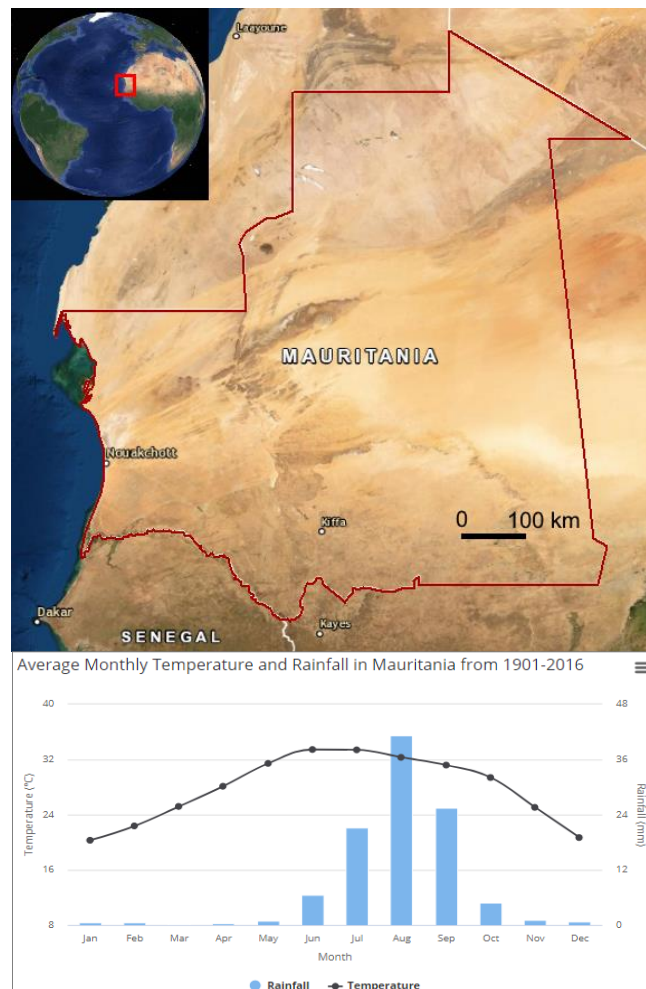 Laayoune
MAURITANIA
Nouakchott
Kiffa
0 100 km
Dakar
SENEGAL
Kayes
Average Monthly Temperature and Rainfall in Mauritania from 1901-2016
40 48
32 36
24 24
16 12
8 0
Temperature (°C)
Rainfall (mm)
Jan Feb Mar Apr May Jun Jul Aug Sep Oct Nov Dec
Month
Rainfall Temperature